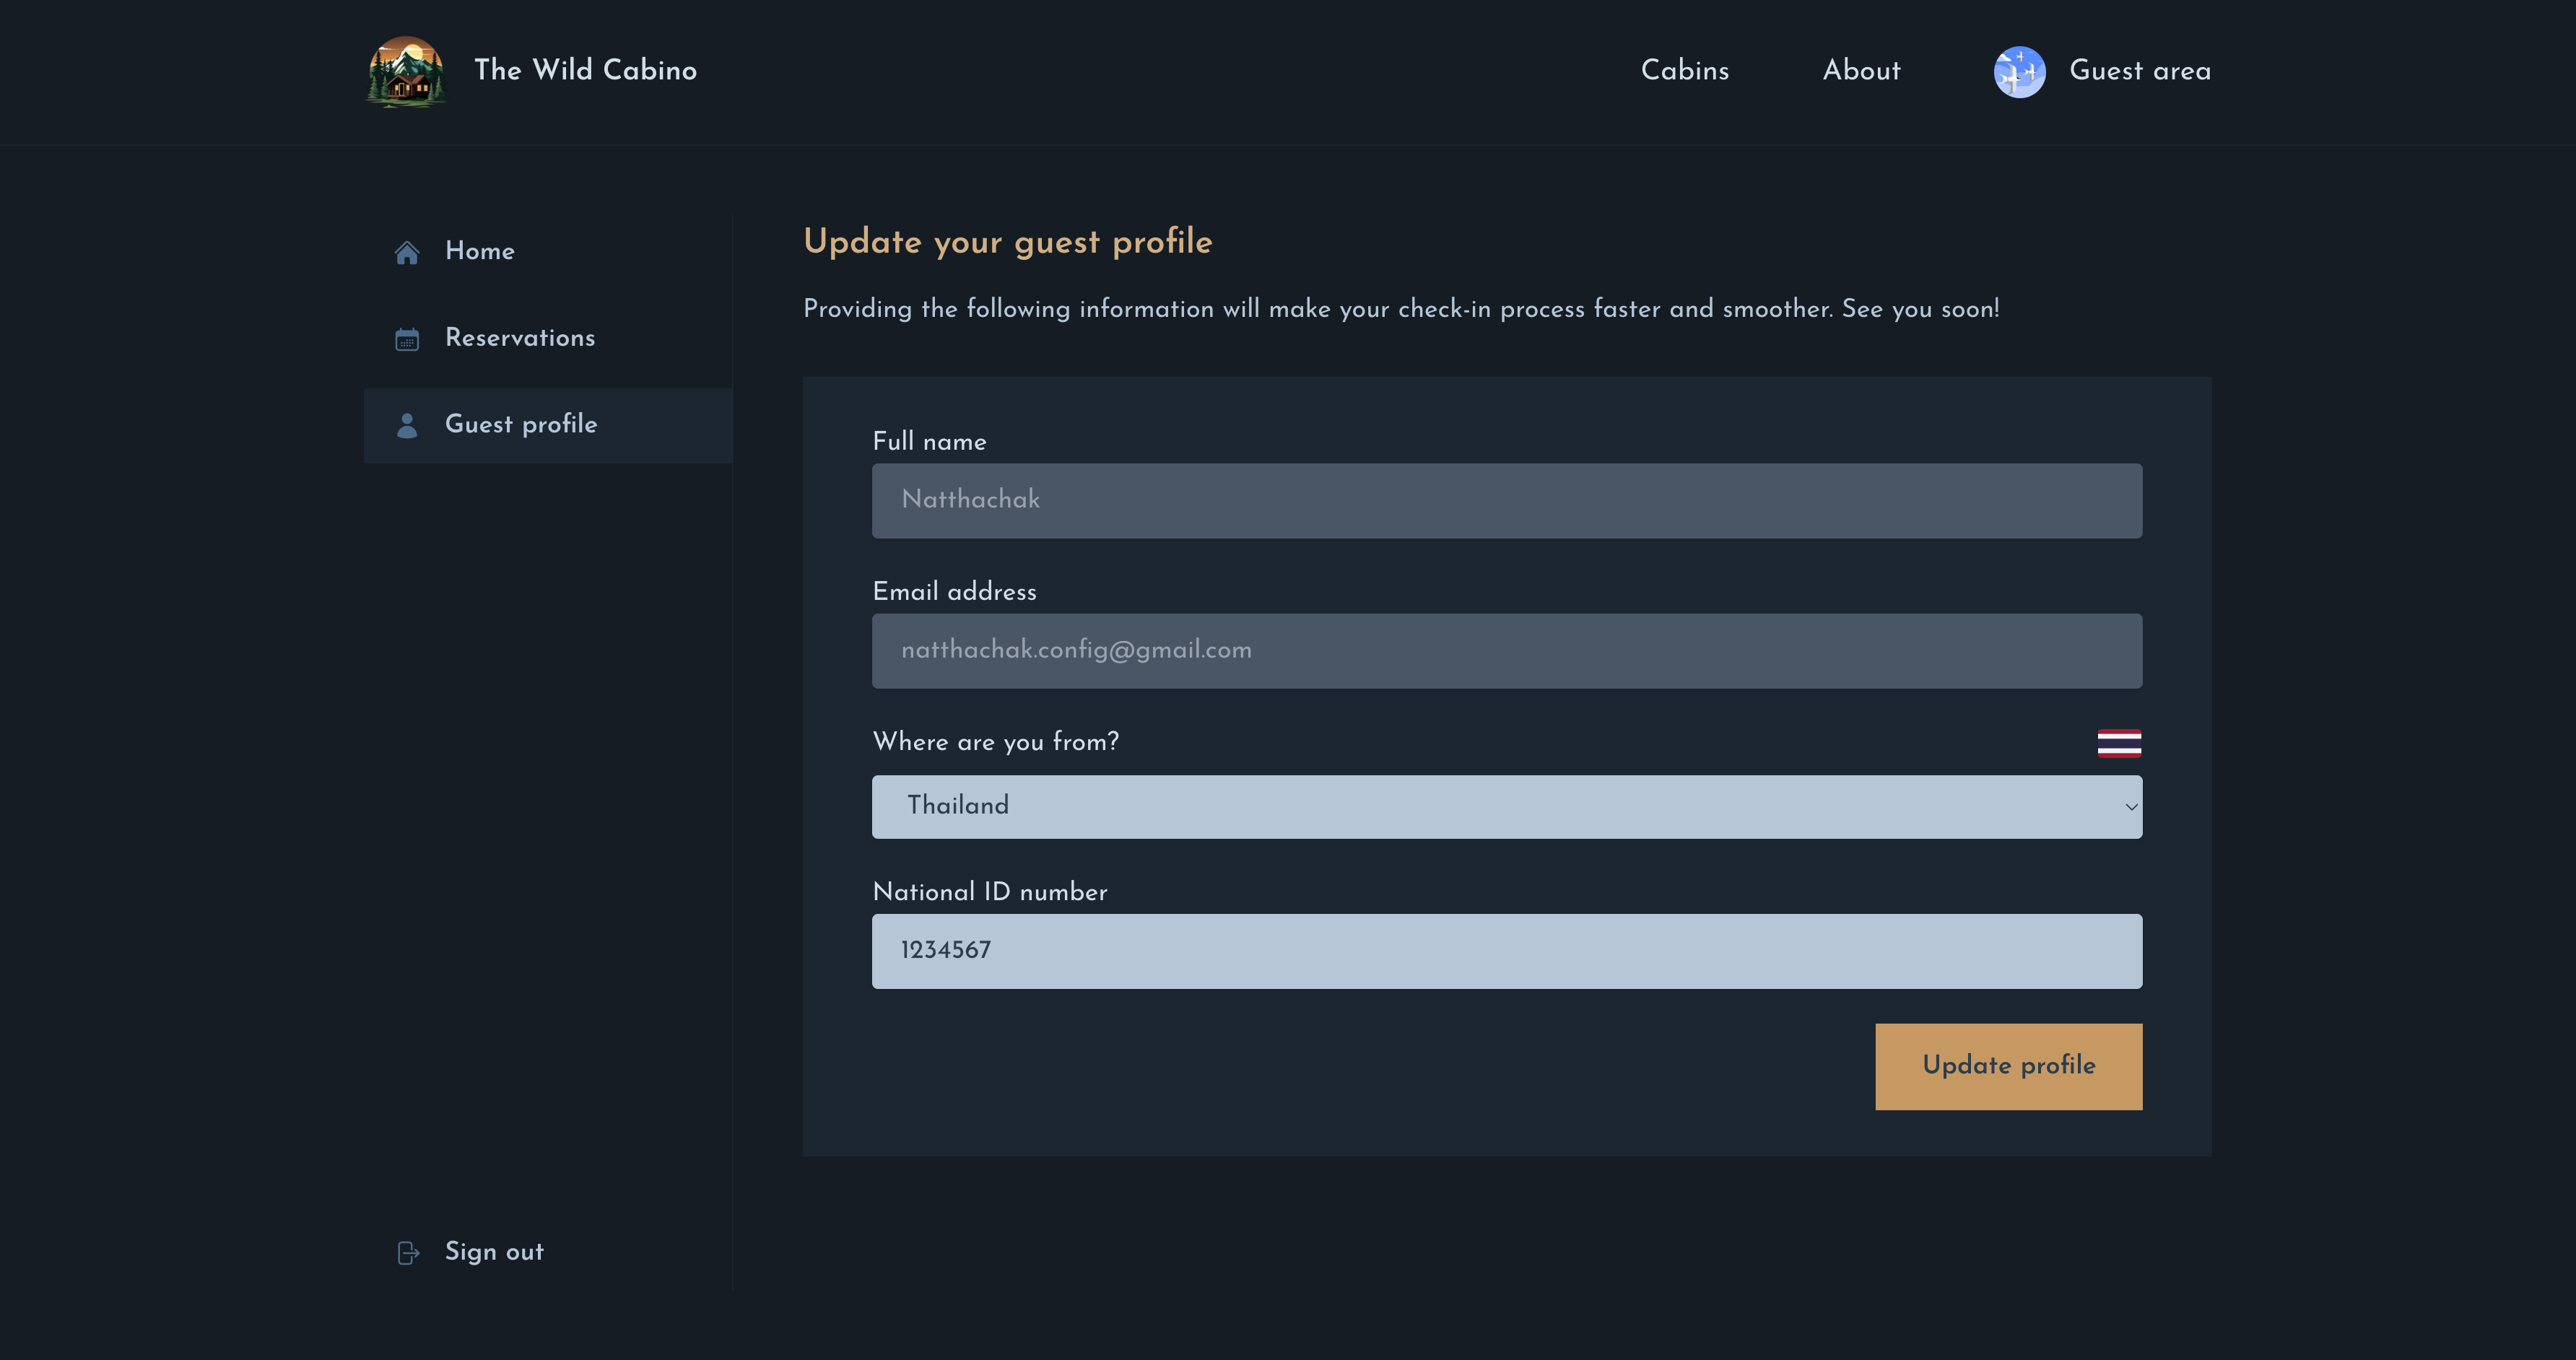 The Wild Cabino
Cabins
About
Guest area
Home
Reservations
Guest profile
Sign out
Update your guest profile
Providing the following information will make your check-in process faster and smoother. See you soon!
Full name
Natthachak
Email address
natthachak.config@gmail.com
Where are you from?
Thailand
National ID number
1234567
Update profile